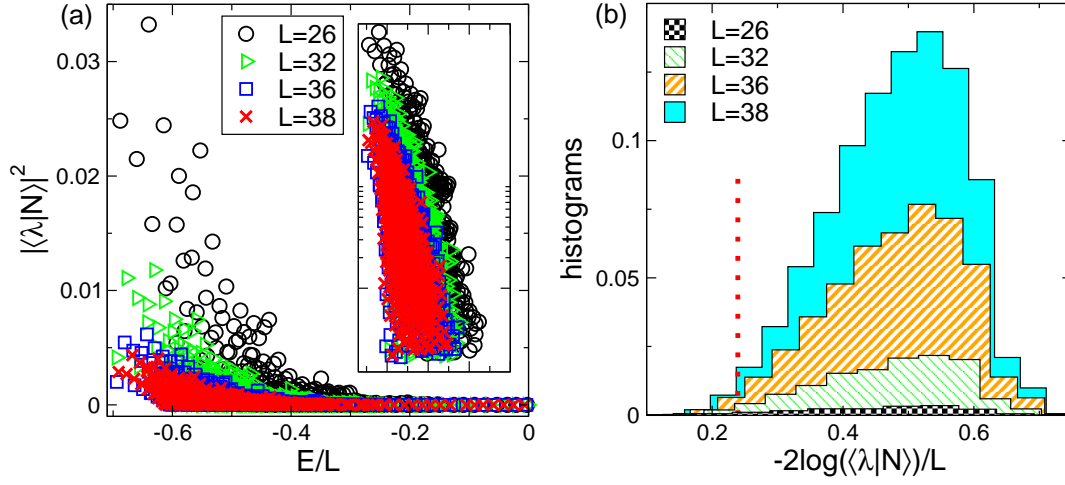 (a)
L=26
L=32
L=36
L=38
0.03
0.02
0.01
0
|⟨λ|N⟩|²
-0.6
-0.4
-0.2
0
E/L
(b)
L=26
L=32
L=36
L=38
0.1
0.05
0
histograms
0.2
0.4
0.6
-2log(⟨λ|N⟩)/L